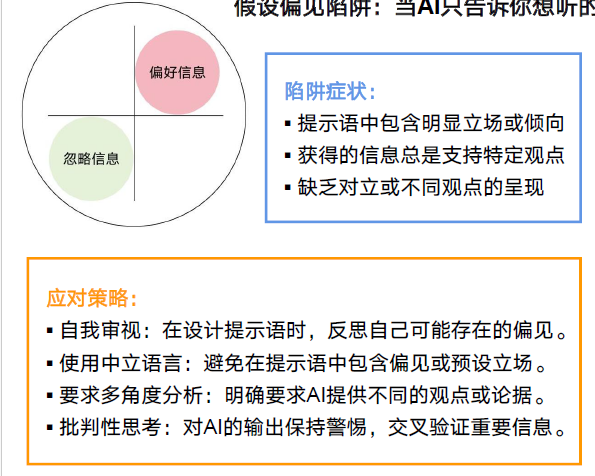 假设偏见陷阱：当AI只告诉你想听的
偏好信息
忽略信息
陷阱症状：
▪ 提示语中包含明显立场或倾向
▪ 获得的信息总是支持特定观点
▪ 缺乏对立或不同观点的呈现
应对策略：
▪ 自我审视：在设计提示语时，反思自己可能存在的偏见。
▪ 使用中立语言：避免在提示语中包含偏见或预设立场。
▪ 要求多角度分析：明确要求AI提供不同的观点或论据。
▪ 批判性思考：对AI的输出保持警惕，交叉验证重要信息。